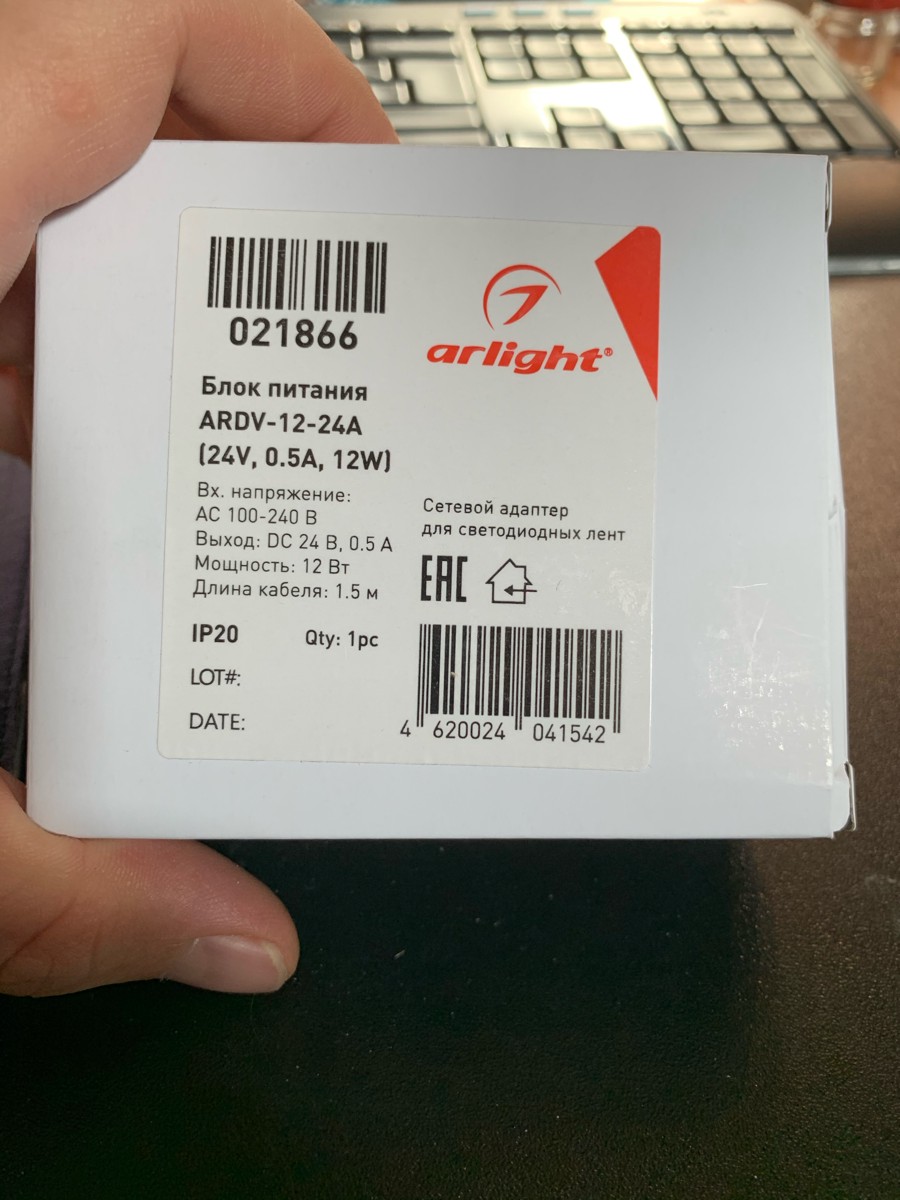 021866
arlight®
Блок питания
ARDV-12-24A
(24V, 0.5A, 12W)
Вх. напряжение:
AC 100-240 В
Выход: DC 24 В, 0.5 А
Мощность: 12 Вт
Длина кабеля: 1.5 м
Сетевой адаптер
для светодиодных лент
EAC
IP20 Qty: 1pc
LOT#:
DATE:
4 620024 041542